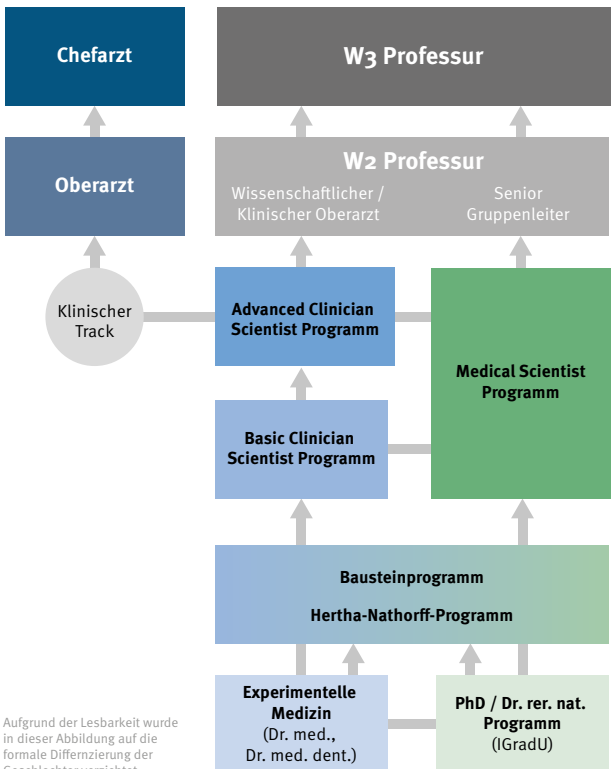 Chefarzt
W3 Professur
Oberarzt
W2 Professur
Wissenschaftlicher /
Klinischer Oberarzt
Senior
Gruppenleiter
Klinischer
Track
Advanced Clinician
Scientist Programm
Medical Scientist
Programm
Basic Clinician
Scientist Programm
Bausteinprogramm
Hertha-Nathorff-Programm
Experimentelle
Medizin
(Dr. med.,
Dr. med. dent.)
PhD / Dr. rer. nat.
Programm
(IGradU)
Aufgrund der Lesbarkeit wurde
in dieser Abbildung auf die
formale Differnzierung der